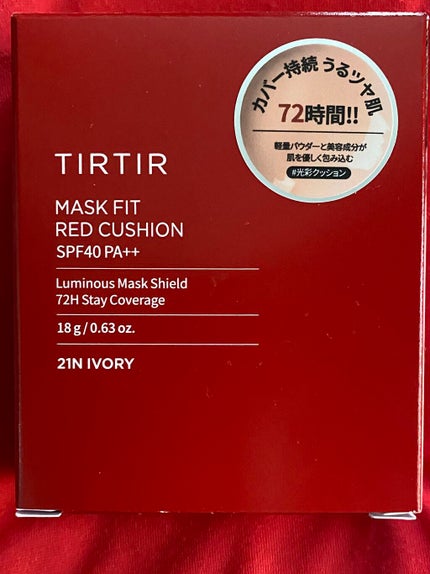 カバー持続 うるツヤ肌
72時間!!
軽量パウダーと美容成分が
肌を優しく包み込む
#光彩クッション
TIRTIR
MASK FIT
RED CUSHION
SPF40 PA++
Luminous Mask Shield
72H Stay Coverage
18 g / 0.63 oz.
21N IVORY